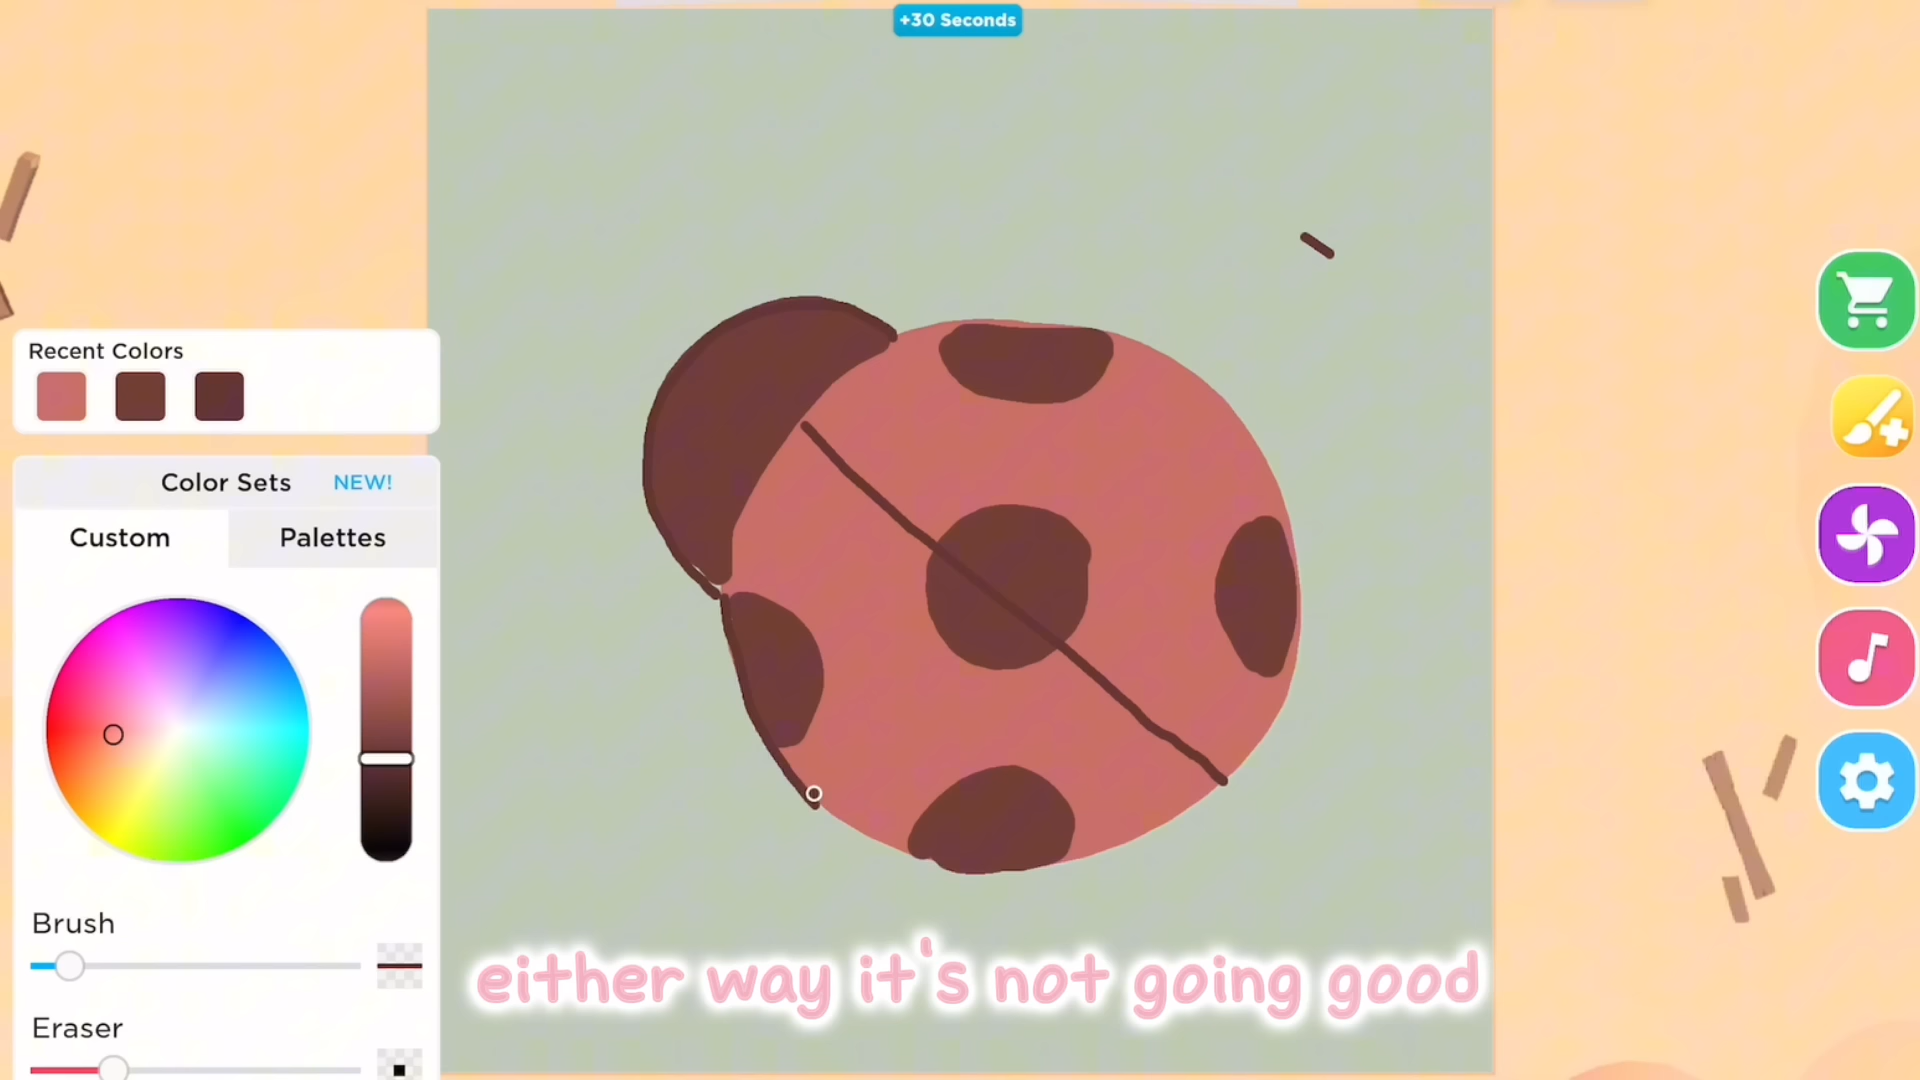 +30 Seconds
Recent Colors
Color Sets NEW!
Custom Palettes
Brush
Eraser
either way it's not going good